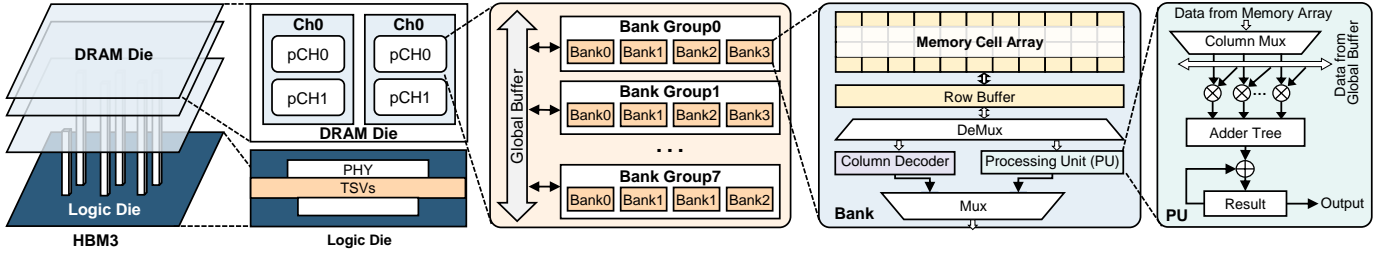 DRAM Die
Logic Die
HBM3
Ch0
pCH0
pCH1
Ch0
pCH0
pCH1
DRAM Die
PHY
TSVs
Logic Die
Global Buffer
Bank Group0
Bank0 Bank1 Bank2 Bank3
Bank Group1
Bank0 Bank1 Bank2 Bank3
...
Bank Group7
Bank0 Bank1 Bank1 Bank2
Memory Cell Array
Row Buffer
DeMux
Column Decoder
Processing Unit (PU)
Mux
Bank
Data from Memory Array
Column Mux
Data from
Global Buffer
...
Adder Tree
Result
Output
PU